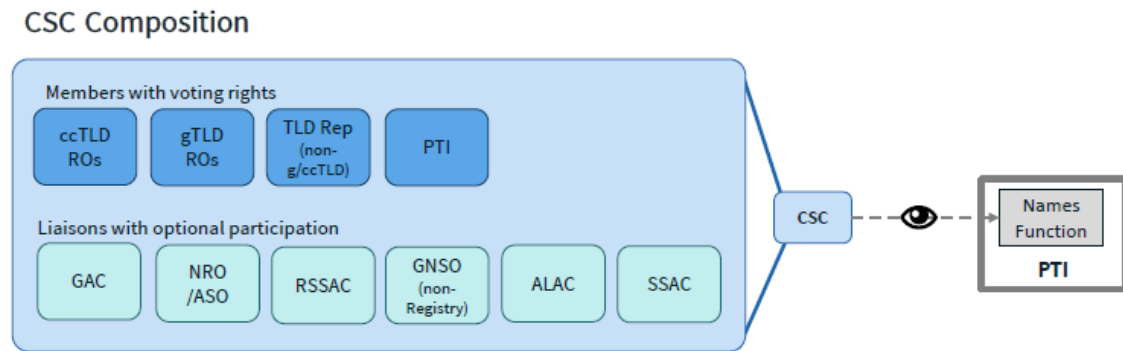 CSC Composition
Members with voting rights
ccTLD
ROs
gTLD
ROs
TLD Rep
(non-
g/ccTLD)
PTI
Liaisons with optional participation
GAC
NRO
/ASO
RSSAC
GNSO
(non-
Registry)
ALAC
SSAC
CSC
Names
Function
PTI